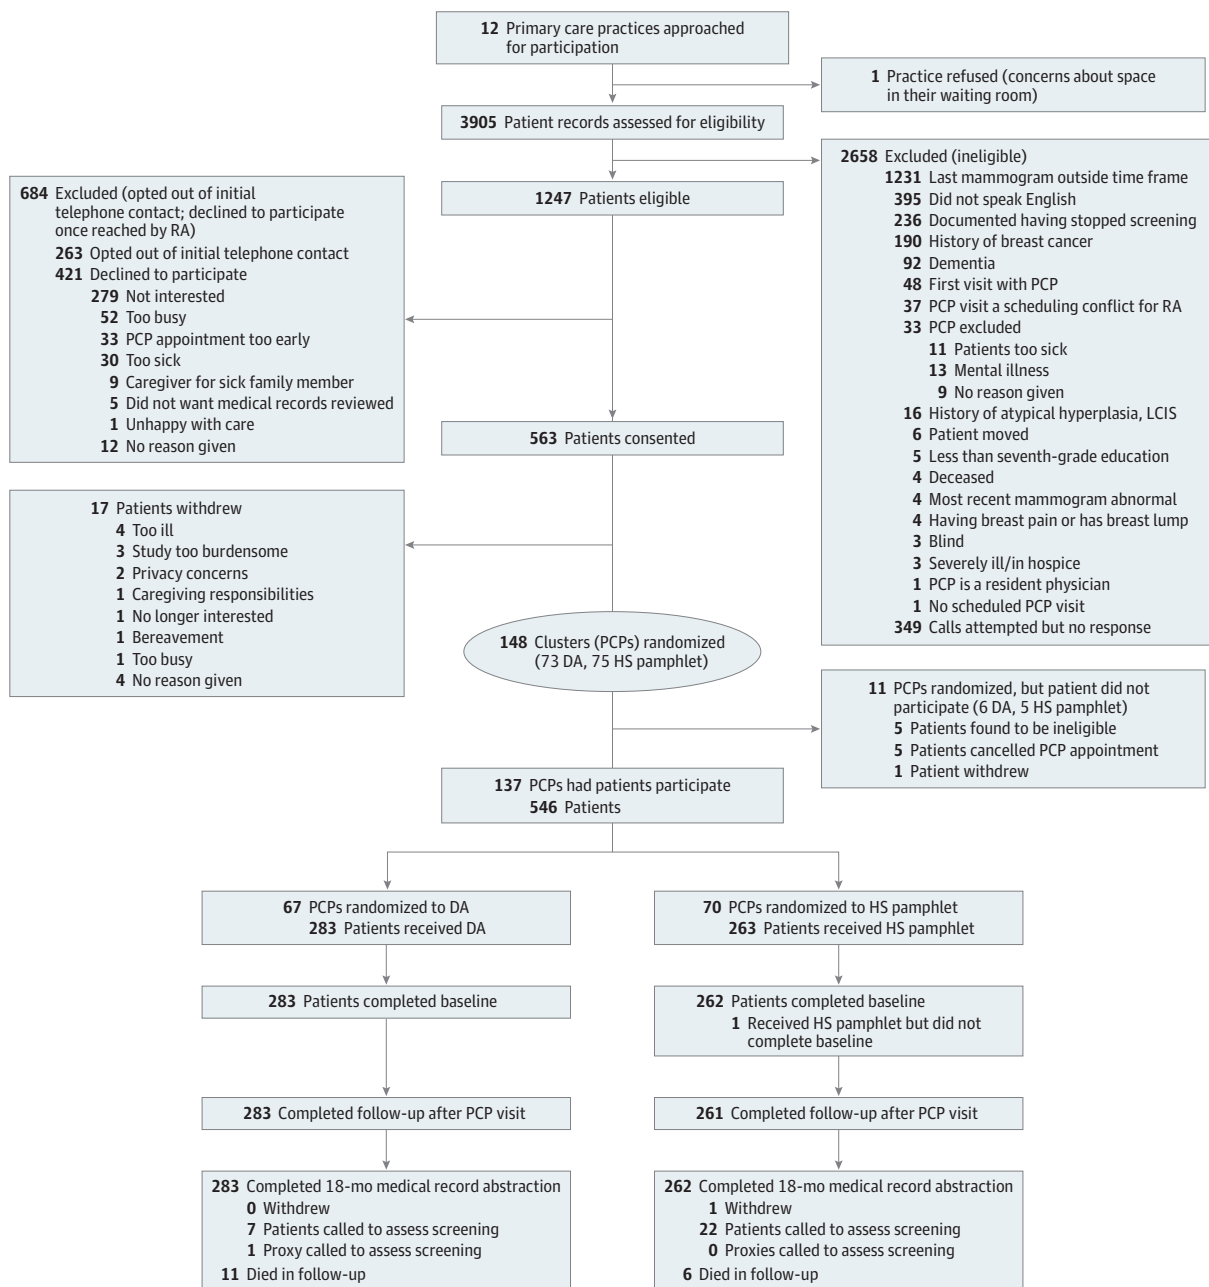 12 Primary care practices approached
for participation
1 Practice refused (concerns about space
in their waiting room)
3905 Patient records assessed for eligibility
2658 Excluded (ineligible)
1231 Last mammogram outside time frame
395 Did not speak English
236 Documented having stopped screening
190 History of breast cancer
92 Dementia
48 First visit with PCP
37 PCP visit a scheduling conflict for RA
33 PCP excluded
11 Patients too sick
13 Mental illness
9 No reason given
16 History of atypical hyperplasia, LCIS
6 Patient moved
5 Less than seventh-grade education
4 Deceased
4 Most recent mammogram abnormal
4 Having breast pain or has breast lump
3 Blind
3 Severely ill/in hospice
1 PCP is a resident physician
1 No scheduled PCP visit
349 Calls attempted but no response
1247 Patients eligible
684 Excluded (opted out of initial
telephone contact; declined to participate
once reached by RA)
263 Opted out of initial telephone contact
421 Declined to participate
279 Not interested
52 Too busy
33 PCP appointment too early
30 Too sick
9 Caregiver for sick family member
5 Did not want medical records reviewed
1 Unhappy with care
12 No reason given
563 Patients consented
17 Patients withdrew
4 Too ill
3 Study too burdensome
2 Privacy concerns
1 Caregiving responsibilities
1 No longer interested
1 Bereavement
1 Too busy
4 No reason given
148 Clusters (PCPs) randomized
(73 DA, 75 HS pamphlet)
11 PCPs randomized, but patient did not
participate (6 DA, 5 HS pamphlet)
5 Patients found to be ineligible
5 Patients cancelled PCP appointment
1 Patient withdrew
137 PCPs had patients participate
546 Patients
67 PCPs randomized to DA
283 Patients received DA
70 PCPs randomized to HS pamphlet
263 Patients received HS pamphlet
283 Patients completed baseline
262 Patients completed baseline
1 Received HS pamphlet but did not
complete baseline
283 Completed follow-up after PCP visit
261 Completed follow-up after PCP visit
283 Completed 18-mo medical record abstraction
0 Withdrew
7 Patients called to assess screening
1 Proxy called to assess screening
11 Died in follow-up
262 Completed 18-mo medical record abstraction
1 Withdrew
22 Patients called to assess screening
0 Proxies called to assess screening
6 Died in follow-up